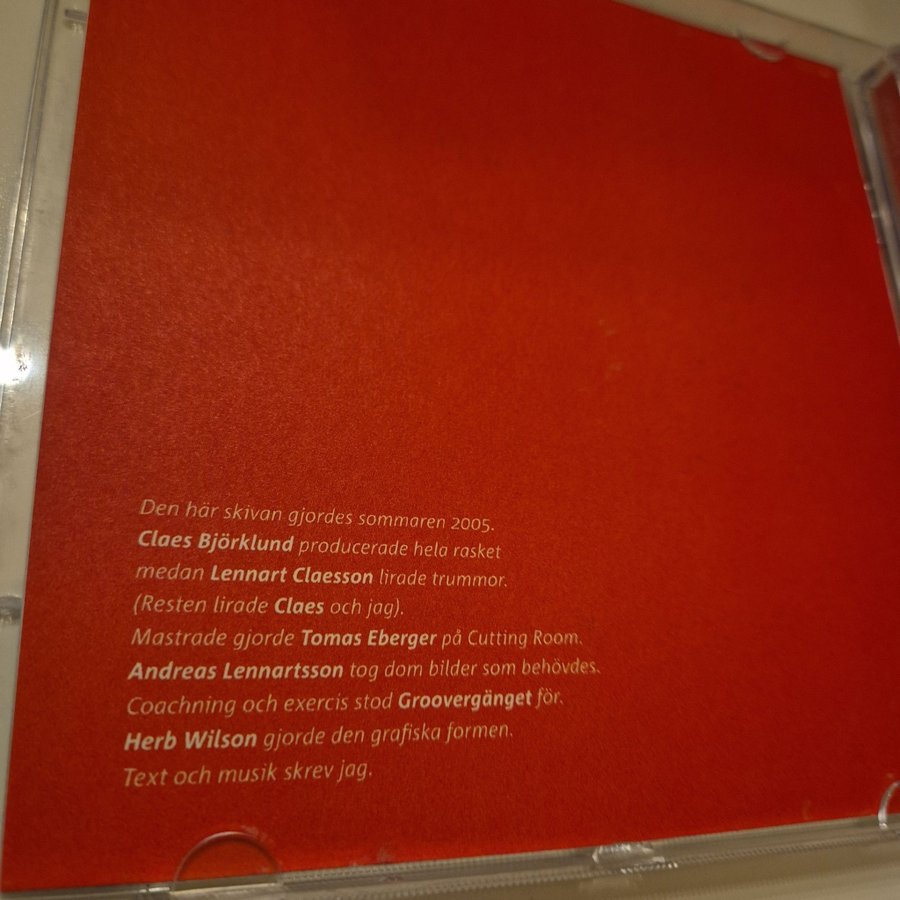 Den här skivan gjordes sommaren 2005.
Claes Björklund producerade hela rasket
medan Lennart Claesson lirade trummor.
(Resten lirade Claes och jag).
Mastrade gjorde Tomas Eberger på Cutting Room.
Andreas Lennartsson tog dom bilder som behövdes.
Coachning och exercis stod Groovergänget för.
Herb Wilson gjorde den grafiska formen.
Text och musik skrev jag.